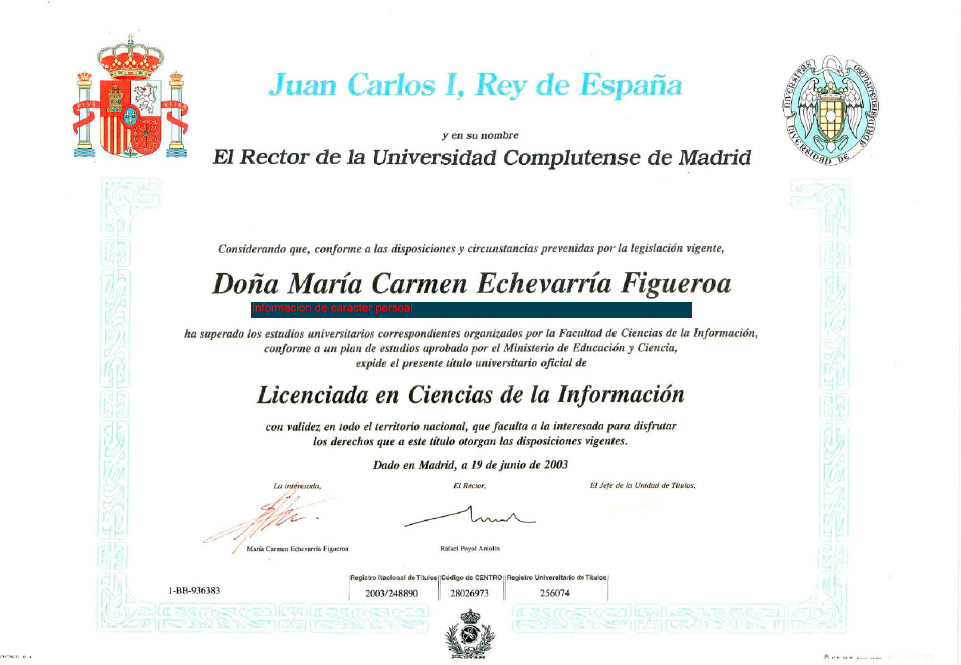 Juan Carlos I, Rey de España
y en su nombre
El Rector de la Universidad Complutense de Madrid
Considerando que, conforme a las disposiciones y circunstancias prevenidas por la legislación vigente,
Doña María Carmen Echevarría Figueroa
Información de carácter persoal
ha superado los estudios universitarios correspondientes organizados por la Facultad de Ciencias de la Información,
conforme a un plan de estudios aprobado por el Ministerio de Educación y Ciencia,
expide el presente título universitario oficial de
Licenciada en Ciencias de la Información
con validez en todo el territorio nacional, que faculta a la interesada para disfrutar
los derechos que a este título otorgan las disposiciones vigentes.
Dado en Madrid, a 19 de junio de 2003
La interesada, El Rector, El Jefe de la Unidad de Títulos,
María Carmen Echevarría Figueroa Rafael Puyol Antolín
Registro Nacional de Títulos Código de CENTRO Registro Universitario de Títulos
1-BB-936383 2003/248890 28026973 256074